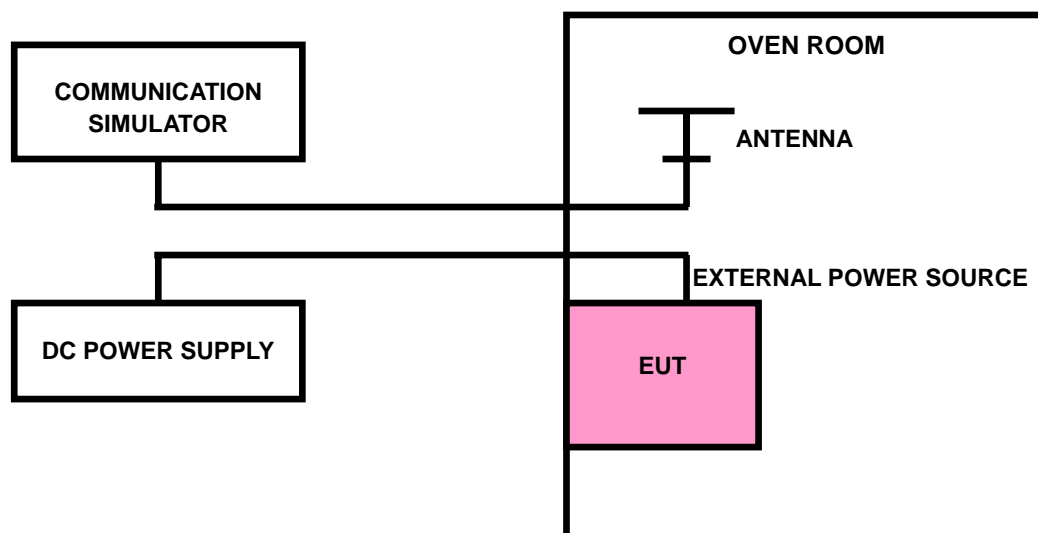 OVEN ROOM
COMMUNICATION
SIMULATOR
ANTENNA
EXTERNAL POWER SOURCE
DC POWER SUPPLY
EUT